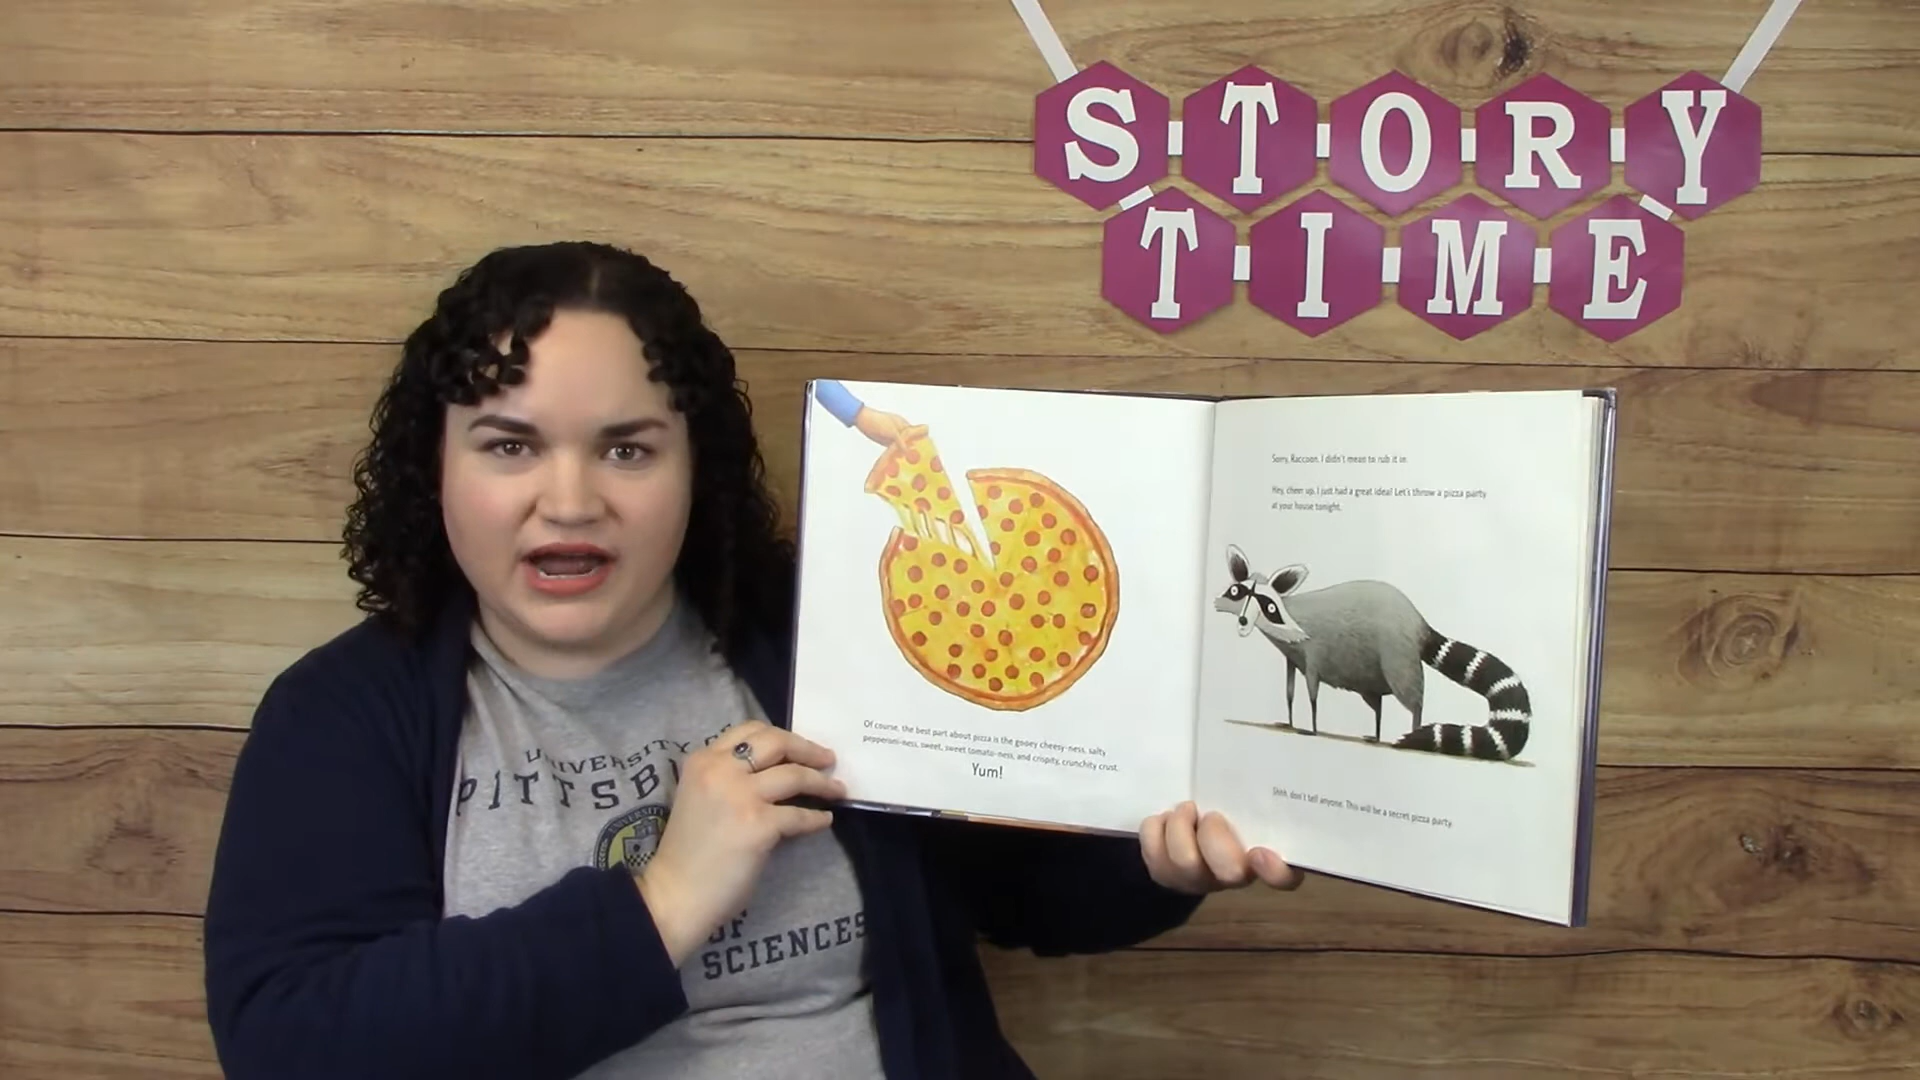 STORY
TIME
Of course, the best part about pizza is the gooey cheesy-ness, salty
pepperoni-ness, sweet, sweet tomato-ness, and crispity, crunchity crust.
Yum!
Sorry, Raccoon. I didn't mean to rub it in.
Hey, cheer up. I just had a great idea! Let's throw a pizza party
at your house tonight.
Shhh, don't tell anyone. This will be a secret pizza party.
UNIVERSITY OF
PITTSBU
OF
SCIENCES